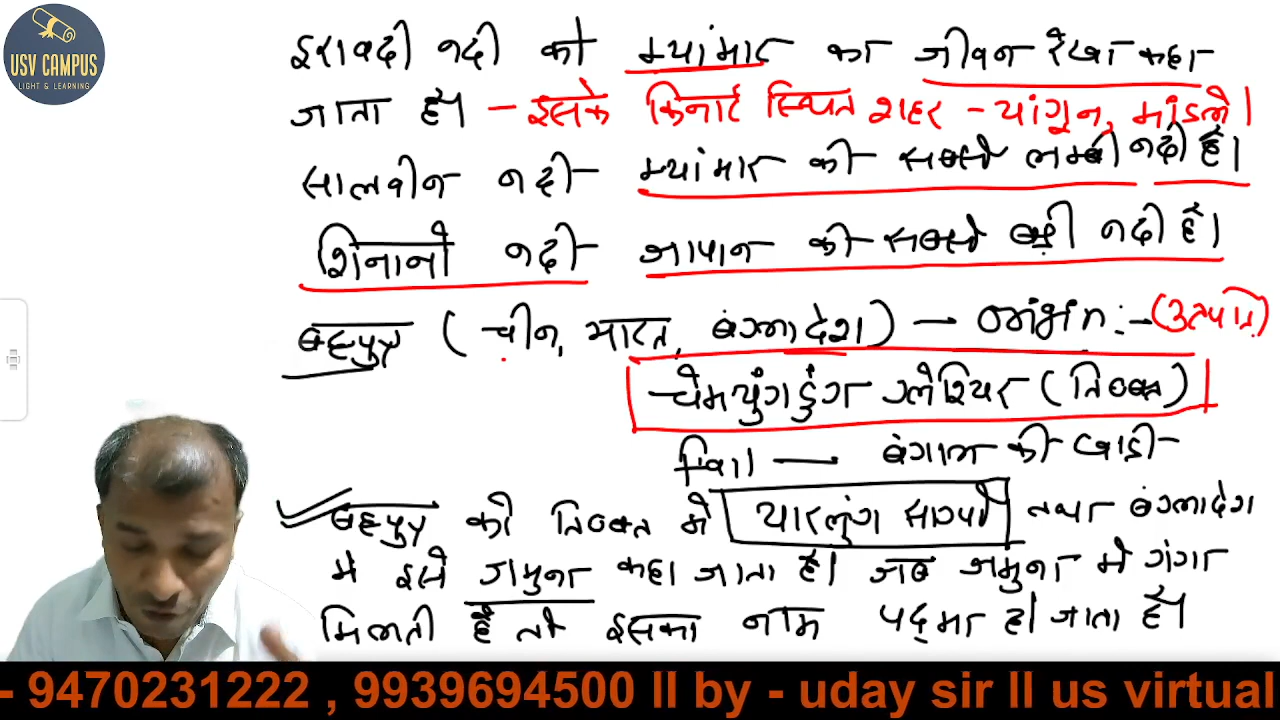 USV CAMPUS
LIGHT & LEARNING
इरावदी नदी को म्यांमार का जीवन रेखा कहा
जाता है। - इसके किनारे स्थित शहर - यांगून, मांडले।
सालवीन नदी - म्यांमार की सबसे लम्बी नदी है।
शिनानो नदी - जापान की सबसे बड़ी नदी है।
ब्रह्मपुत्र (चीन, भारत, बंग्लादेश) — Origin :- (उत्पत्ति)
चेमयुंगडुंग ग्लेशियर (तिब्बत)
— बंगाल की खाड़ी -
ब्रह्मपुत्र को तिब्बत में यारलुंग सांग्पो तथा बंग्लादेश
में इसे जमुना कहा जाता है। जब जमुना में गंगा
मिलती है तो इसका नाम पद्मा हो जाता है।
- 9470231222 , 9939694500 ll by - uday sir ll us virtual